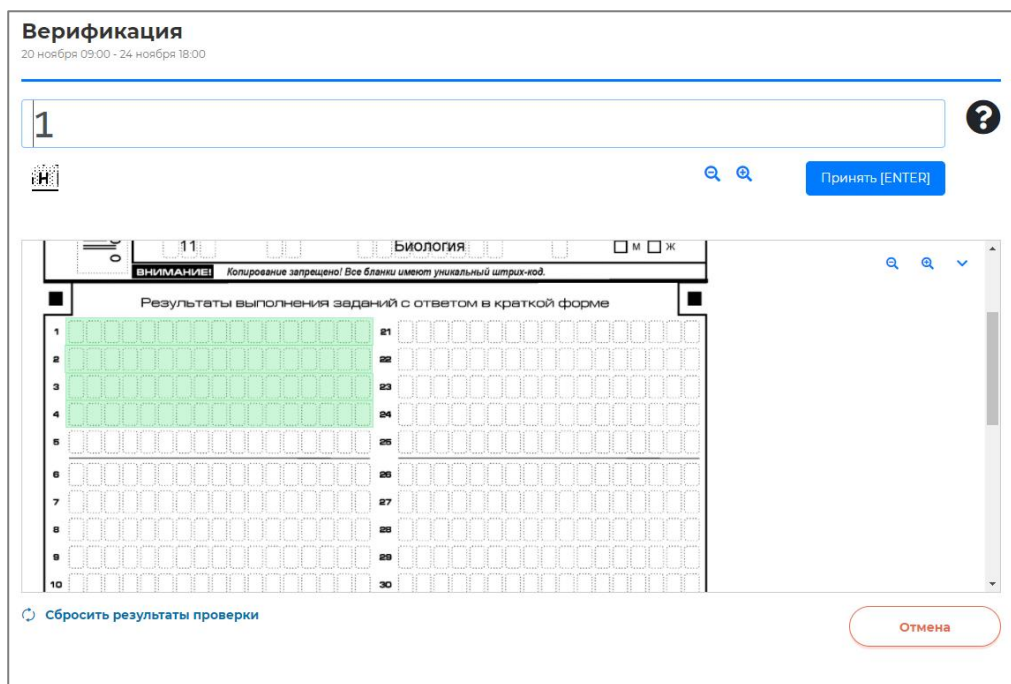 Верификация
20 ноября 09:00 - 24 ноября 18:00
1
?
Н
Принять [ENTER]
11 Биология М Ж
ВНИМАНИЕ! Копирование запрещено! Все бланки имеют уникальный штрих-код.
Результаты выполнения заданий с ответом в краткой форме
1 21
2 22
3 23
4 24
5 25
6 26
7 27
8 28
9 29
10 30
Сбросить результаты проверки
Отмена